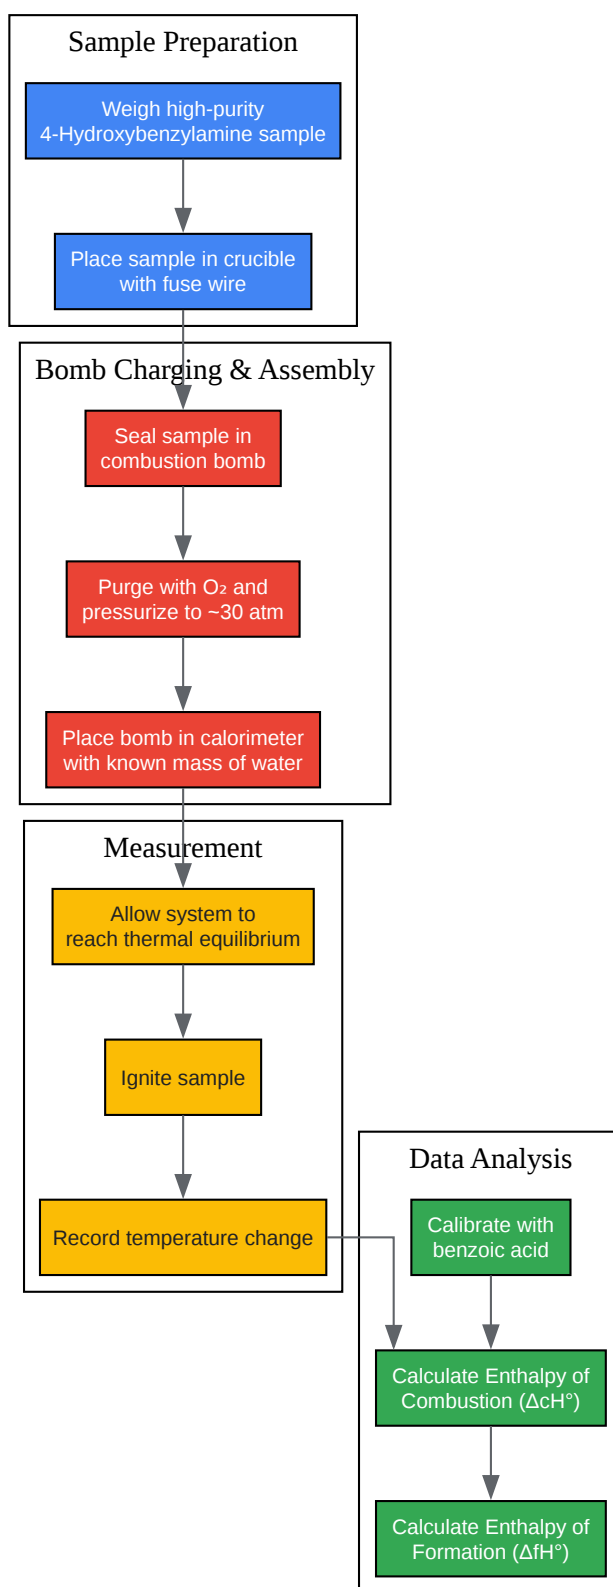 Sample Preparation
Weigh high-purity
4-Hydroxybenzylamine sample
Place sample in crucible
with fuse wire
Bomb Charging & Assembly
Seal sample in
combustion bomb
Purge with O₂ and
pressurize to ~30 atm
Place bomb in calorimeter
with known mass of water
Measurement
Allow system to
reach thermal equilibrium
Ignite sample
Record temperature change
Data Analysis
Calibrate with
benzoic acid
Calculate Enthalpy of
Combustion (ΔcH°)
Calculate Enthalpy of
Formation (ΔfH°)